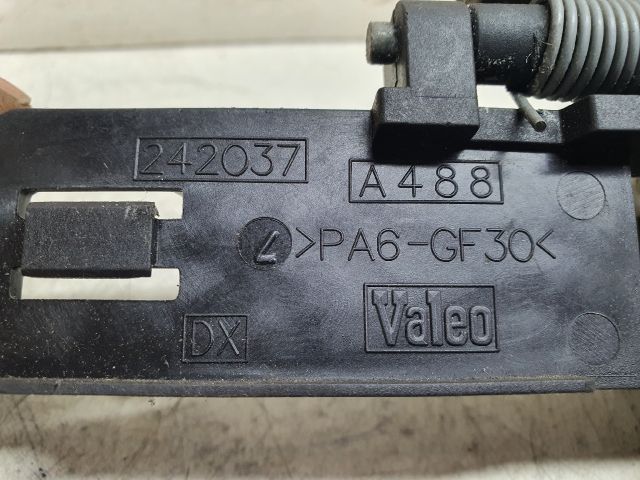 242037
A488
>PA6-GF30<
DX
Valeo